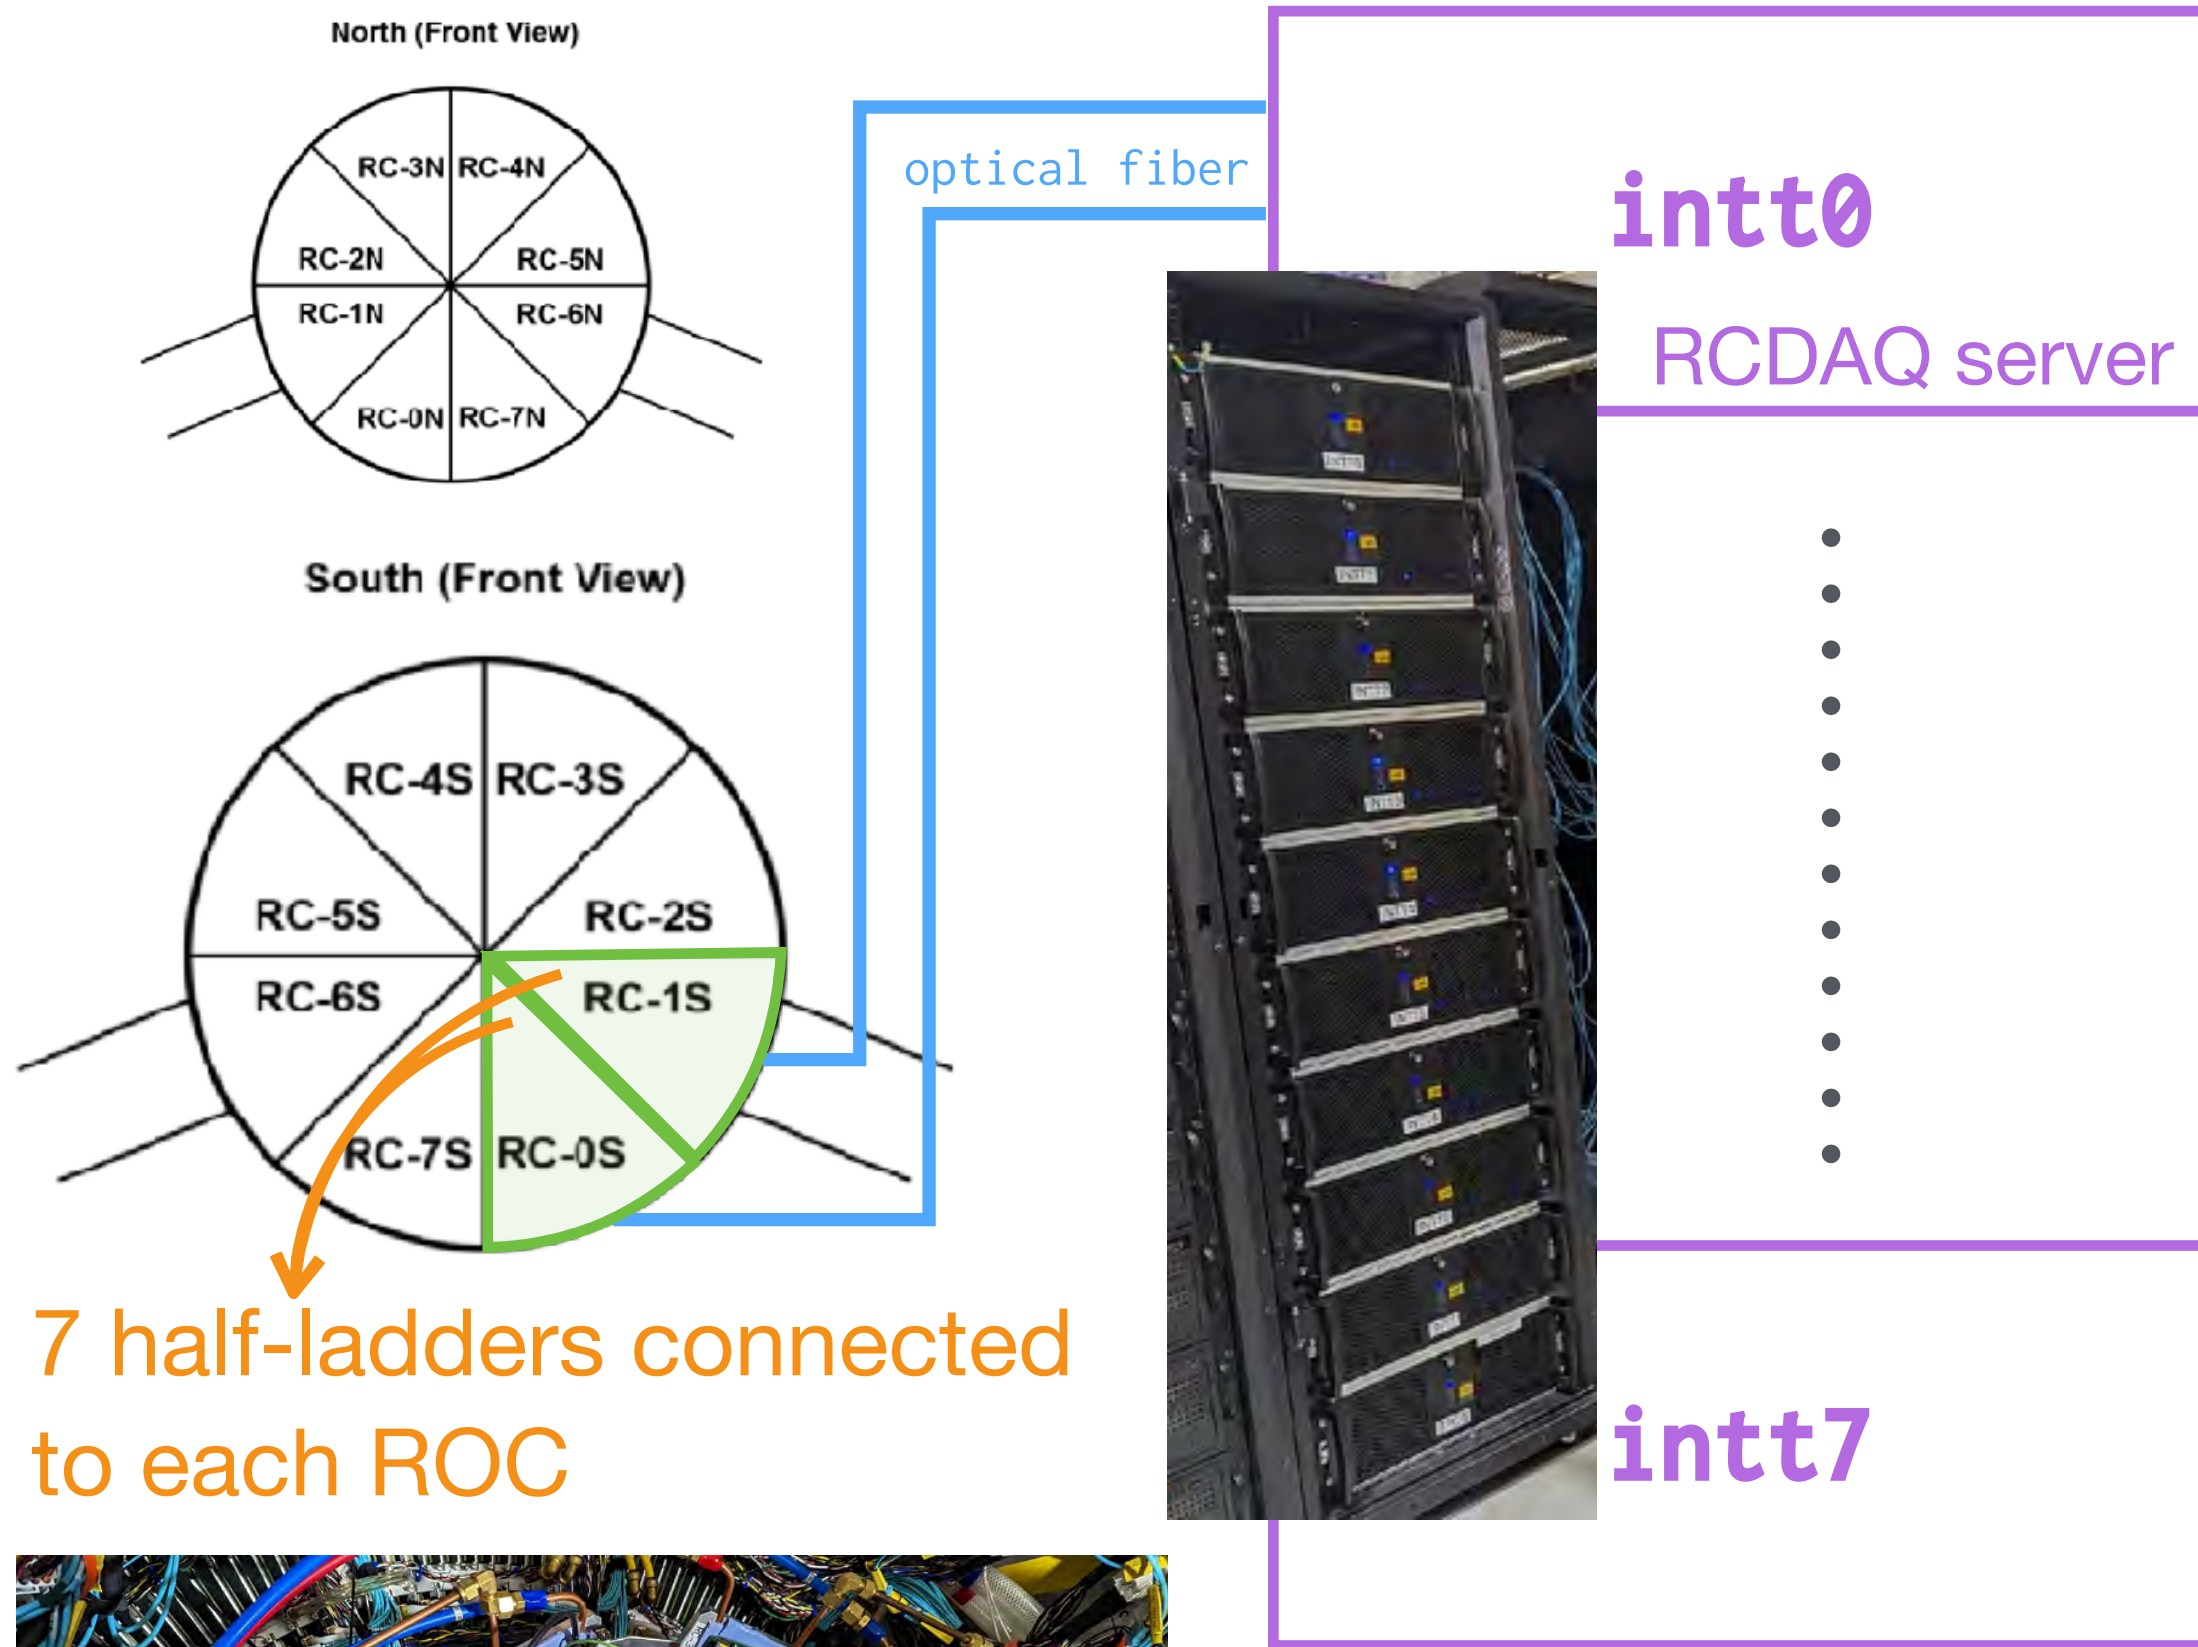 North (Front View)
RC-3N RC-4N
RC-2N RC-5N
RC-1N RC-6N
RC-0N RC-7N
optical fiber
intt0
RCDAQ server
South (Front View)
RC-4S RC-3S
RC-5S RC-2S
RC-6S RC-1S
RC-7S RC-0S
7 half-ladders connected
to each ROC
intt7